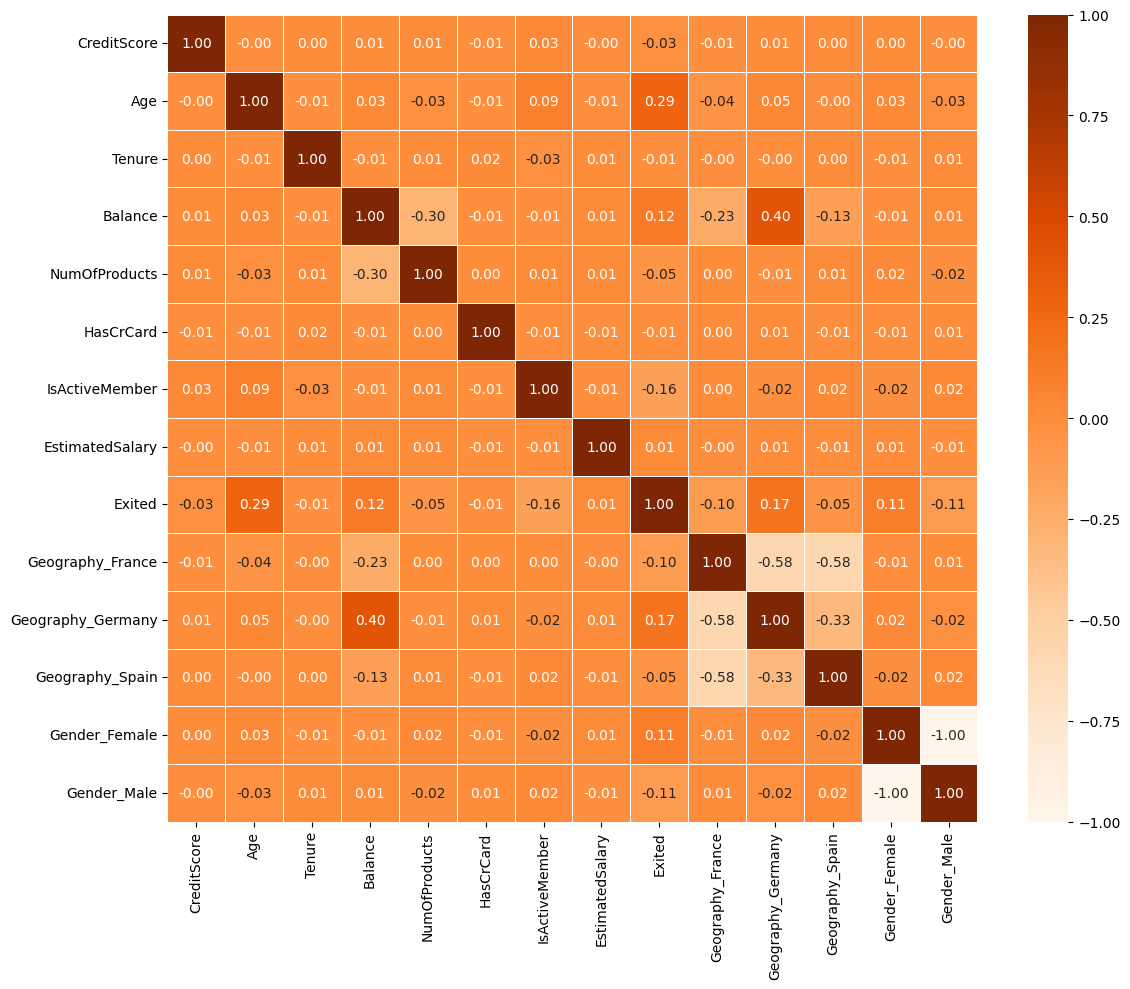 CreditScore 1.00 -0.00 0.00 0.01 0.01 -0.01 0.03 -0.00 -0.03 -0.01 0.01 0.00 0.00 -0.00
Age -0.00 1.00 -0.01 0.03 -0.03 -0.01 0.09 -0.01 0.29 -0.04 0.05 -0.00 0.03 -0.03
Tenure 0.00 -0.01 1.00 -0.01 0.01 0.02 -0.03 0.01 -0.01 -0.00 -0.00 0.00 -0.01 0.01
Balance 0.01 0.03 -0.01 1.00 -0.30 -0.01 -0.01 0.01 0.12 -0.23 0.40 -0.13 -0.01 0.01
NumOfProducts 0.01 -0.03 0.01 -0.30 1.00 0.00 0.01 0.01 -0.05 0.00 -0.01 0.01 0.02 -0.02
HasCrCard -0.01 -0.01 0.02 -0.01 0.00 1.00 -0.01 -0.01 -0.01 0.00 0.01 -0.01 -0.01 0.01
IsActiveMember 0.03 0.09 -0.03 -0.01 0.01 -0.01 1.00 -0.01 -0.16 0.00 -0.02 0.02 -0.02 0.02
EstimatedSalary -0.00 -0.01 0.01 0.01 0.01 -0.01 -0.01 1.00 0.01 -0.00 0.01 -0.01 0.01 -0.01
Exited -0.03 0.29 -0.01 0.12 -0.05 -0.01 -0.16 0.01 1.00 -0.10 0.17 -0.05 0.11 -0.11
Geography_France -0.01 -0.04 -0.00 -0.23 0.00 0.00 0.00 -0.00 -0.10 1.00 -0.58 -0.58 -0.01 0.01
Geography_Germany 0.01 0.05 -0.00 0.40 -0.01 0.01 -0.02 0.01 0.17 -0.58 1.00 -0.33 0.02 -0.02
Geography_Spain 0.00 -0.00 0.00 -0.13 0.01 -0.01 0.02 -0.01 -0.05 -0.58 -0.33 1.00 -0.02 0.02
Gender_Female 0.00 0.03 -0.01 -0.01 0.02 -0.01 -0.02 0.01 0.11 -0.01 0.02 -0.02 1.00 -1.00
Gender_Male -0.00 -0.03 0.01 0.01 -0.02 0.01 0.02 -0.01 -0.11 0.01 -0.02 0.02 -1.00 1.00
CreditScore
Age
Tenure
Balance
NumOfProducts
HasCrCard
IsActiveMember
EstimatedSalary
Exited
Geography_France
Geography_Germany
Geography_Spain
Gender_Female
Gender_Male
1.00
0.75
0.50
0.25
0.00
−0.25
−0.50
−0.75
−1.00